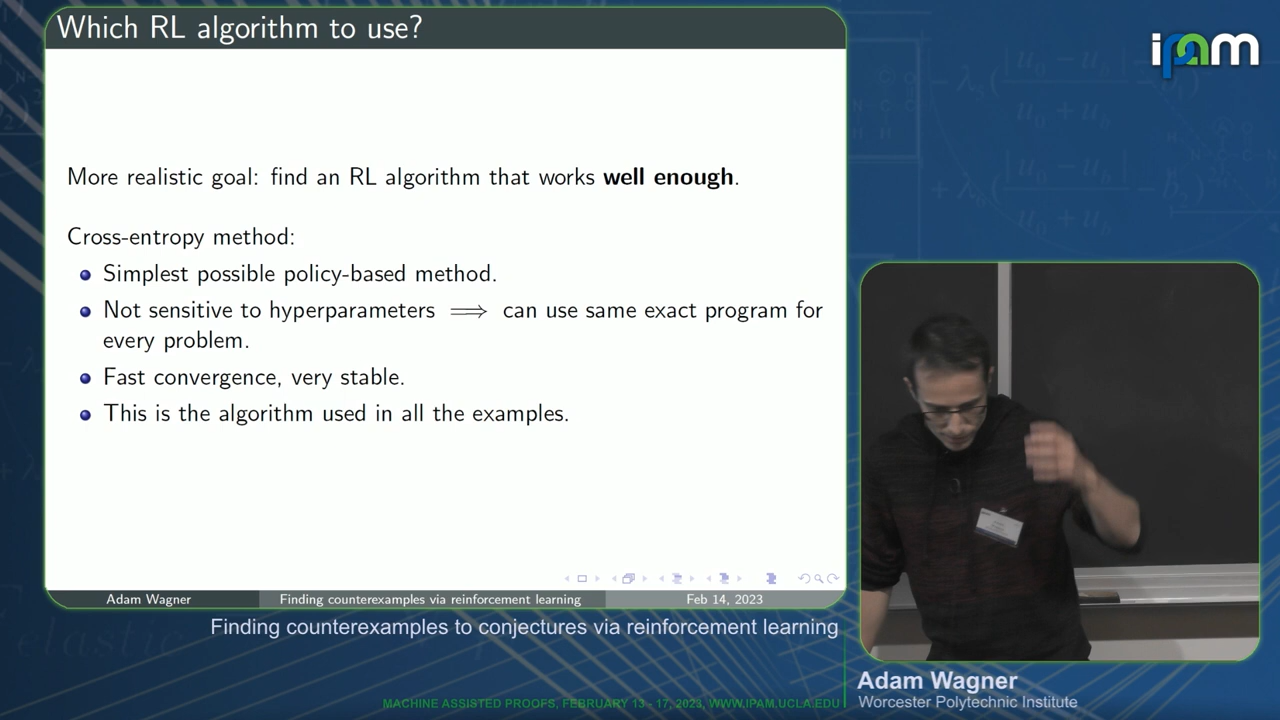 Which RL algorithm to use?
ipam
More realistic goal: find an RL algorithm that works well enough.
Cross-entropy method:
Simplest possible policy-based method.
Not sensitive to hyperparameters ⟹ can use same exact program for
every problem.
Fast convergence, very stable.
This is the algorithm used in all the examples.
Adam Wagner Finding counterexamples via reinforcement learning Feb 14, 2023
Finding counterexamples to conjectures via reinforcement learning
Adam Wagner
Worcester Polytechnic Institute
MACHINE ASSISTED PROOFS, FEBRUARY 13 - 17, 2023, WWW.IPAM.UCLA.EDU